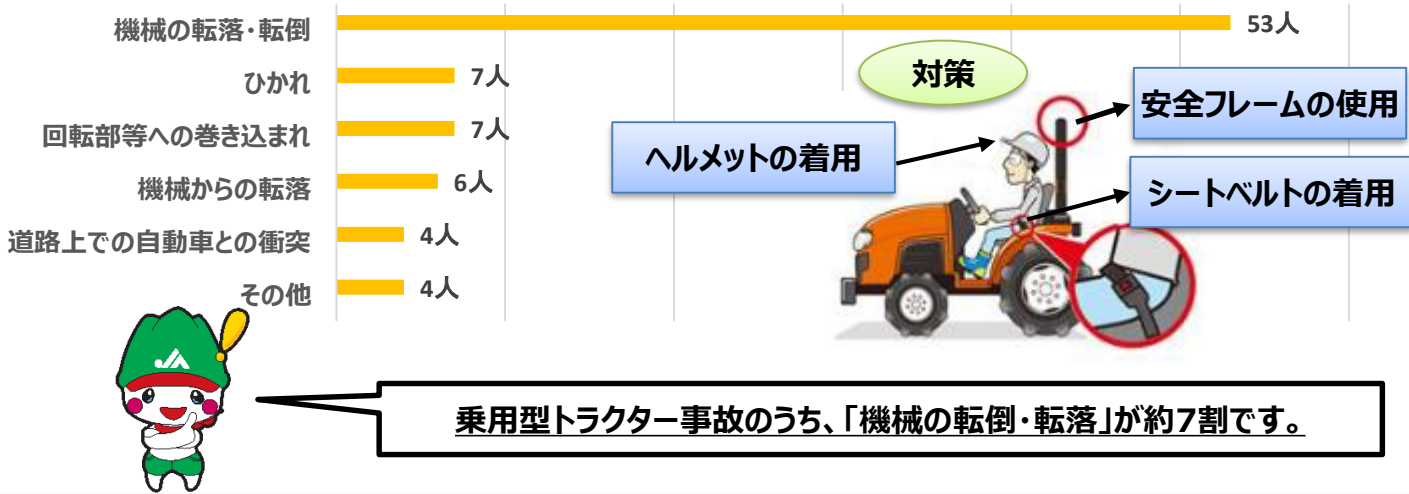 機械の転落・転倒
53人
ひかれ
7人
回転部等への巻き込まれ
7人
機械からの転落
6人
道路上での自動車との衝突
4人
その他
4人
対策
ヘルメットの着用
安全フレームの使用
シートベルトの着用
JA
乗用型トラクター事故のうち、「機械の転倒・転落」が約7割です。